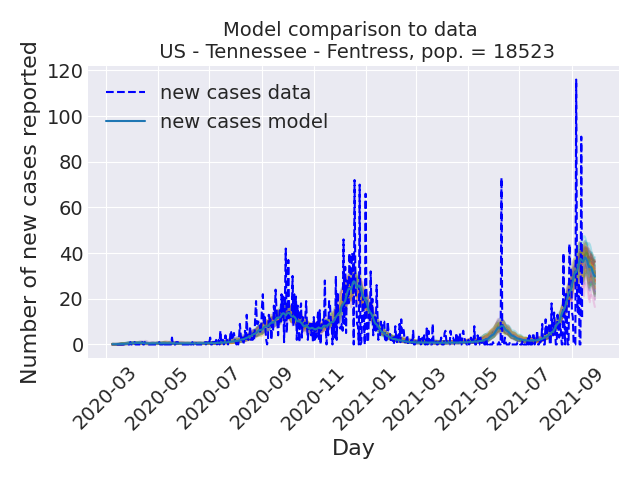 Model comparison to data
US - Tennessee - Fentress, pop. = 18523
Number of new cases reported
120
100
80
60
40
20
0
new cases data
new cases model
2020-03
2020-05
2020-07
2020-09
2020-11
2021-01
2021-03
2021-05
2021-07
2021-09
Day